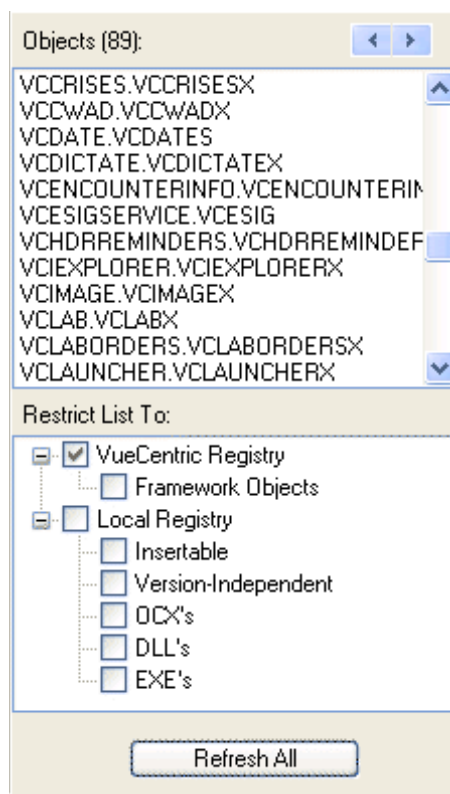 Objects (89):
VCCRISES.VCCRISESX
VCCWAD.VCCWADX
VCDATE.VCDATES
VCDICTATE.VCDICTATEX
VCENCOUNTERINFO.VCENCOUNTERIN
VCESIGSERVICE.VCESIG
VCHDRREMINDERS.VCHDRREMINDER
VCIEXPLORER.VCIEXPLORERX
VCIMAGE.VCIMAGEX
VCLAB.VCLABX
VCLABORDERS.VCLABORDERSX
VCLAUNCHER.VCLAUNCHERX
Restrict List To:
VueCentric Registry
Framework Objects
Local Registry
Insertable
Version-Independent
OCX's
DLL's
EXE's
Refresh All